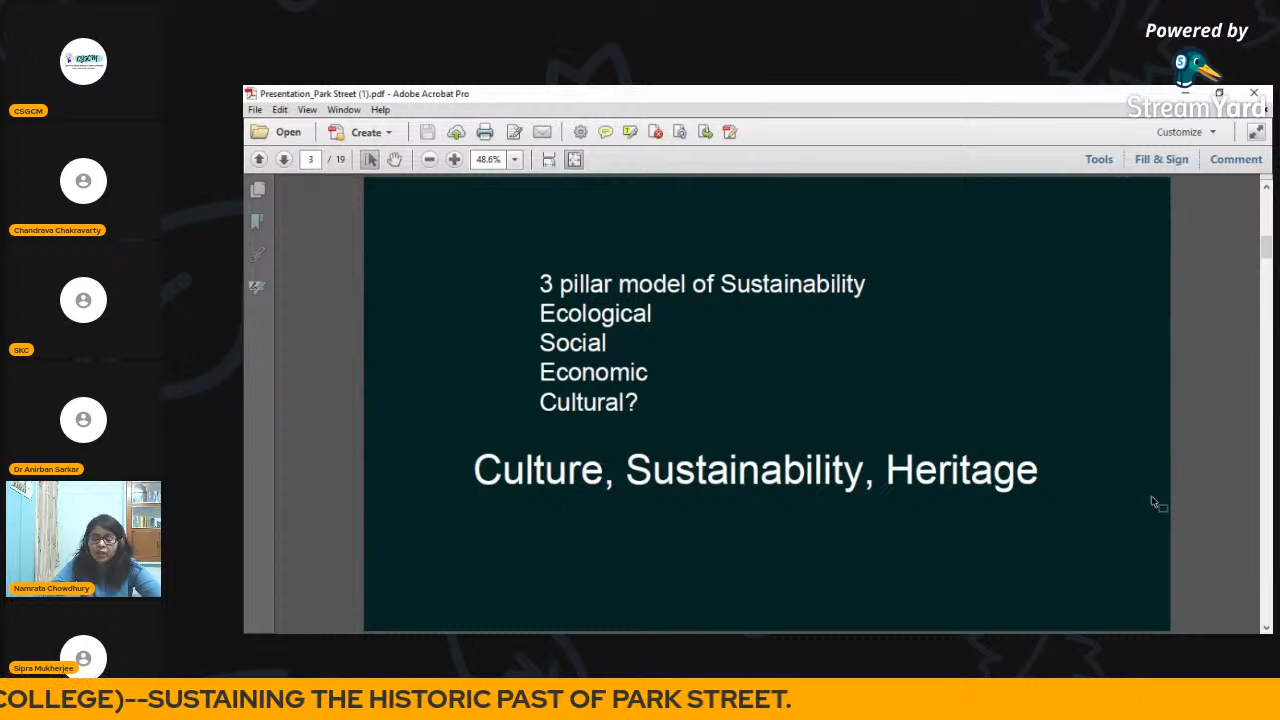 Powered by
StreamYard
CSGCM
CSGCM
Chandrava Chakravarty
SKC
Dr Anirban Sarkar
Namrata Chowdhury
Sipra Mukherjee
Presentation_Park Street (1).pdf - Adobe Acrobat Pro
File Edit View Window Help
Open Create Customize
3 / 19 48.6% Tools Fill & Sign Comment
3 pillar model of Sustainability
Ecological
Social
Economic
Cultural?
Culture, Sustainability, Heritage
COLLEGE)--SUSTAINING THE HISTORIC PAST OF PARK STREET.